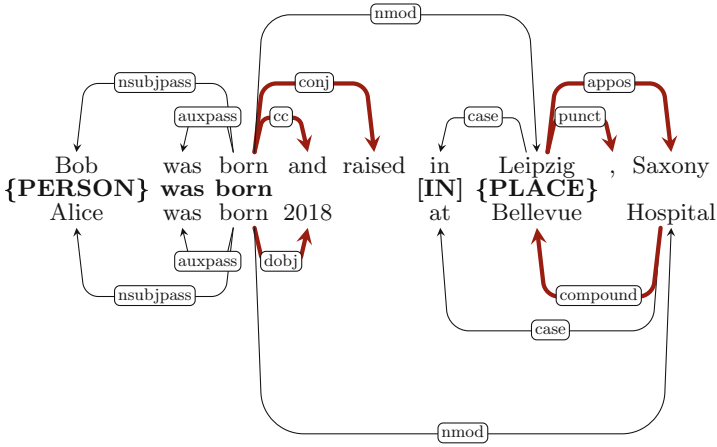 nmod
nsubjpass conj appos
auxpass cc case punct
Bob was born and raised in Leipzig , Saxony
{PERSON} was born [IN] {PLACE}
Alice was born 2018 at Bellevue Hospital
auxpass dobj
nsubjpass compound
case
nmod